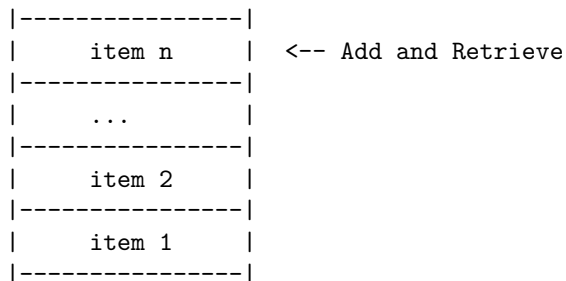 |----------------|
|     item n     |  <-- Add and Retrieve
|----------------|
|     ...        |
|----------------|
|     item 2     |
|----------------|
|     item 1     |
|----------------|